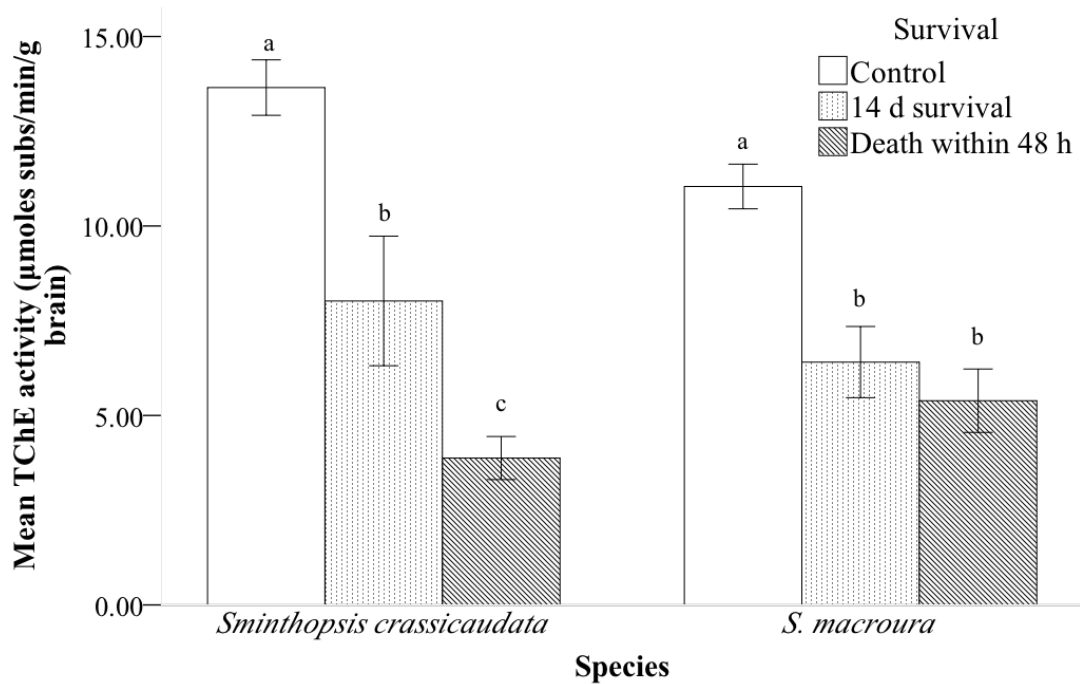 Mean TChE activity (µmoles subs/min/g
brain)
15.00
10.00
5.00
0.00
Survival
Control
14 d survival
Death within 48 h
a
b
c
a
b
b
Sminthopsis crassicaudata
S. macroura
Species